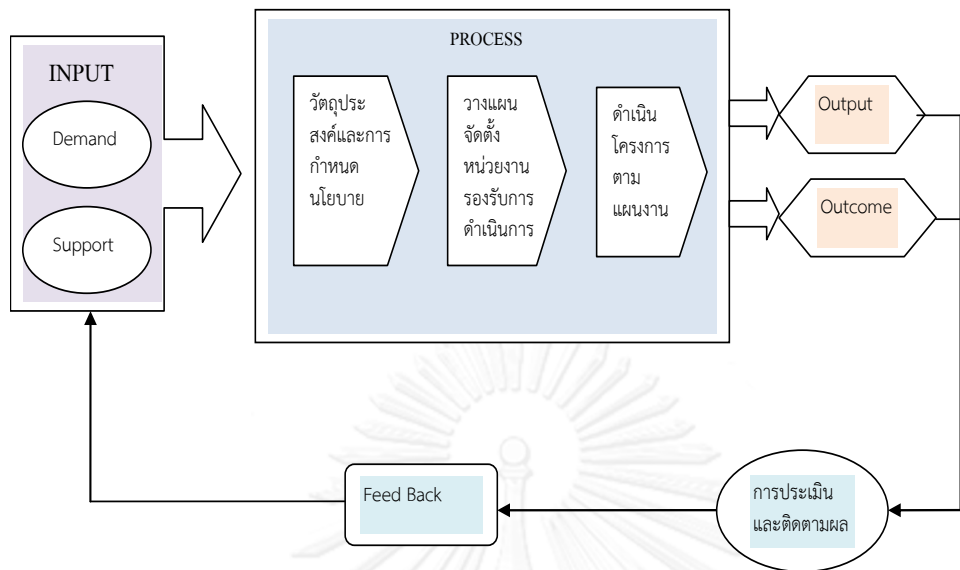 INPUT
Demand
Support
PROCESS
วัตถุประ
สงค์และการ
กำหนด
นโยบาย
วางแผน
จัดตั้ง
หน่วยงาน
รองรับการ
ดำเนินการ
ดำเนิน
โครงการ
ตาม
แผนงาน
Output
Outcome
การประเมิน
และติดตามผล
Feed Back